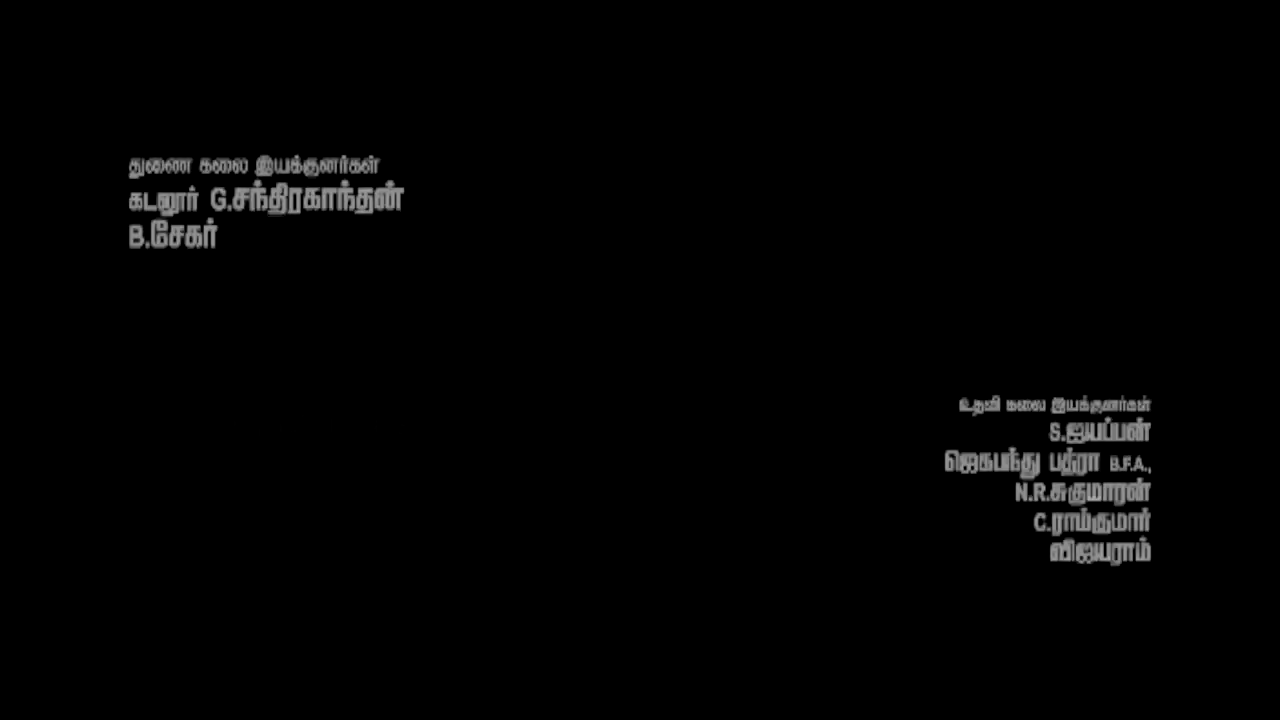 துணை கலை இயக்குனர்கள்
கடலூர் G.சந்திரகாந்தன்
B.சேகர்
உதவி கலை இயக்குனர்கள்
S.ஐயப்பன்
ஜெகபந்து பத்ரா B.F.A.,
N.R.சுகுமாரன்
C.ராம்குமார்
விஜயராம்